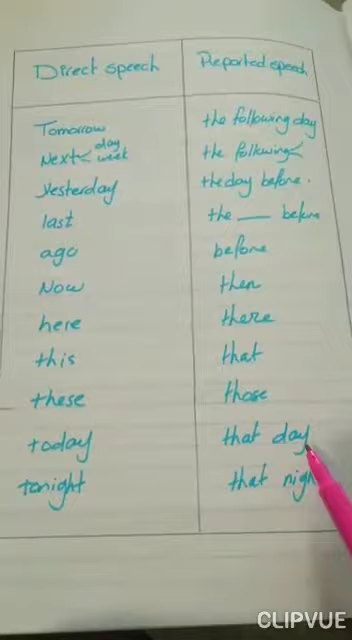 Direct speech Reported speech
Tomorrow the following day
Next < day the following <
week
Yesterday the day before.
last the ___ before
ago before
Now then
here there
this that
these those
today that day
tonight that nigh
CLIPVUE